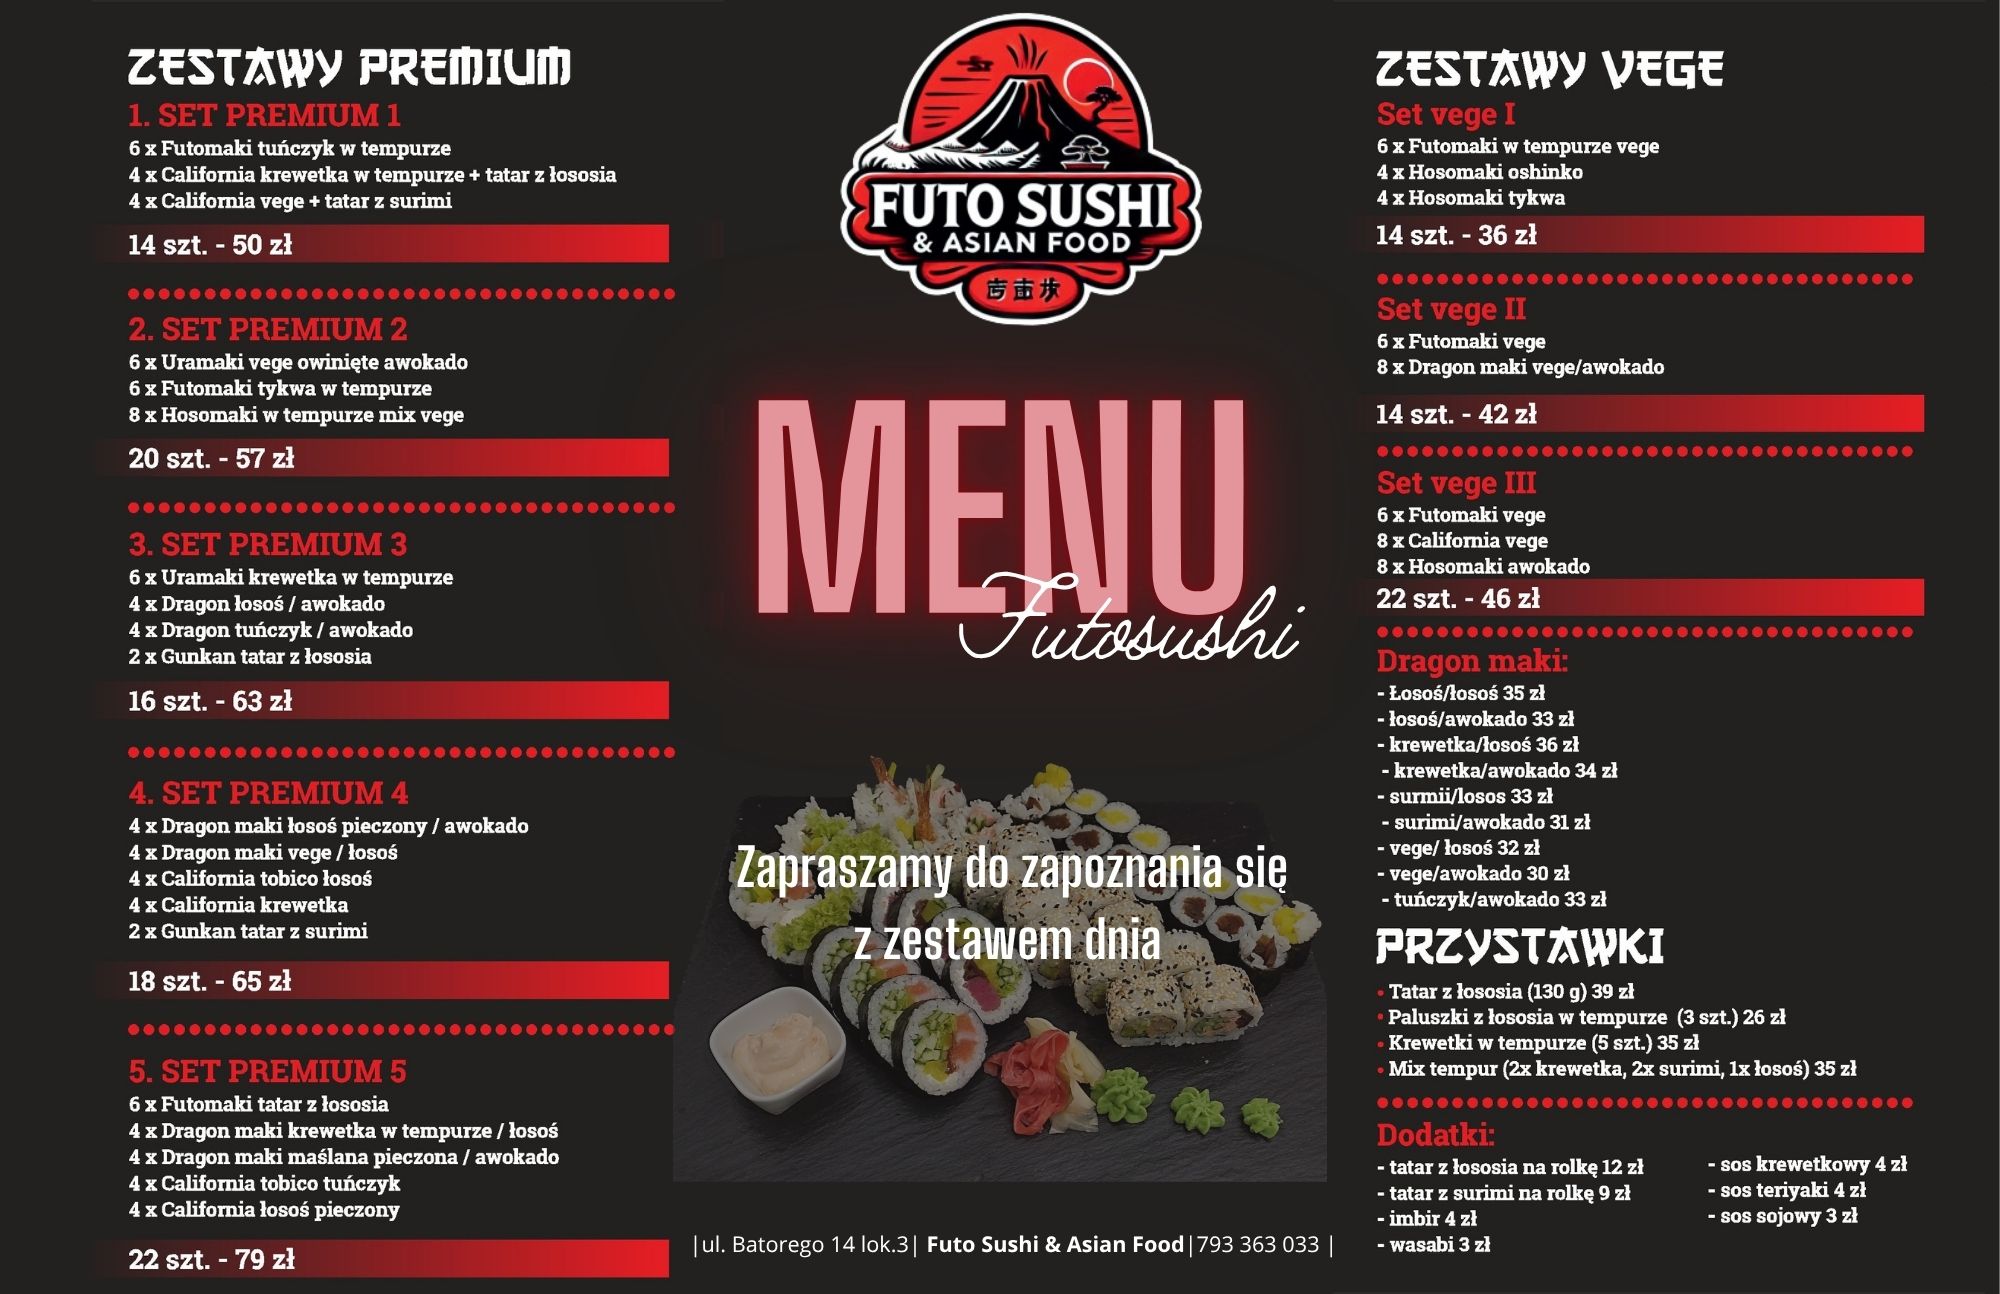 ZESTAWY PREMIUM
1. SET PREMIUM 1
6 x Futomaki tuńczyk w tempurze
4 x California krewetka w tempurze + tatar z łososia
4 x California vege + tatar z surimi
14 szt. - 50 zł
2. SET PREMIUM 2
6 x Uramaki vege owinięte awokado
6 x Futomaki tykwa w tempurze
8 x Hosomaki w tempurze mix vege
20 szt. - 57 zł
3. SET PREMIUM 3
6 x Uramaki krewetka w tempurze
4 x Dragon łosoś / awokado
4 x Dragon tuńczyk / awokado
2 x Gunkan tatar z łososia
16 szt. - 63 zł
4. SET PREMIUM 4
4 x Dragon maki łosoś pieczony / awokado
4 x Dragon maki vege / łosoś
4 x California tobico łosoś
4 x California krewetka
2 x Gunkan tatar z surimi
18 szt. - 65 zł
5. SET PREMIUM 5
6 x Futomaki tatar z łososia
4 x Dragon maki krewetka w tempurze / łosoś
4 x Dragon maki maślana pieczona / awokado
4 x California tobico tuńczyk
4 x California łosoś pieczony
22 szt. - 79 zł
FUTO SUSHI
& ASIAN FOOD
MENU
Futosushi
Zapraszamy do zapoznania się
z zestawem dnia
|ul. Batorego 14 lok.3| Futo Sushi & Asian Food|793 363 033 |
ZESTAWY VEGE
Set vege I
6 x Futomaki w tempurze vege
4 x Hosomaki oshinko
4 x Hosomaki tykwa
14 szt. - 36 zł
Set vege II
6 x Futomaki vege
8 x Dragon maki vege/awokado
14 szt. - 42 zł
Set vege III
6 x Futomaki vege
8 x California vege
8 x Hosomaki awokado
22 szt. - 46 zł
Dragon maki:
- Łosoś/łosoś 35 zł
- łosoś/awokado 33 zł
- krewetka/łosoś 36 zł
- krewetka/awokado 34 zł
- surmii/losos 33 zł
- surimi/awokado 31 zł
- vege/ łosoś 32 zł
- vege/awokado 30 zł
- tuńczyk/awokado 33 zł
PRZYSTAWKI
• Tatar z łososia (130 g) 39 zł
• Paluszki z łososia w tempurze (3 szt.) 26 zł
• Krewetki w tempurze (5 szt.) 35 zł
• Mix tempur (2x krewetka, 2x surimi, 1x łosoś) 35 zł
Dodatki:
- tatar z łososia na rolkę 12 zł
- tatar z surimi na rolkę 9 zł
- imbir 4 zł
- wasabi 3 zł
- sos krewetkowy 4 zł
- sos teriyaki 4 zł
- sos sojowy 3 zł